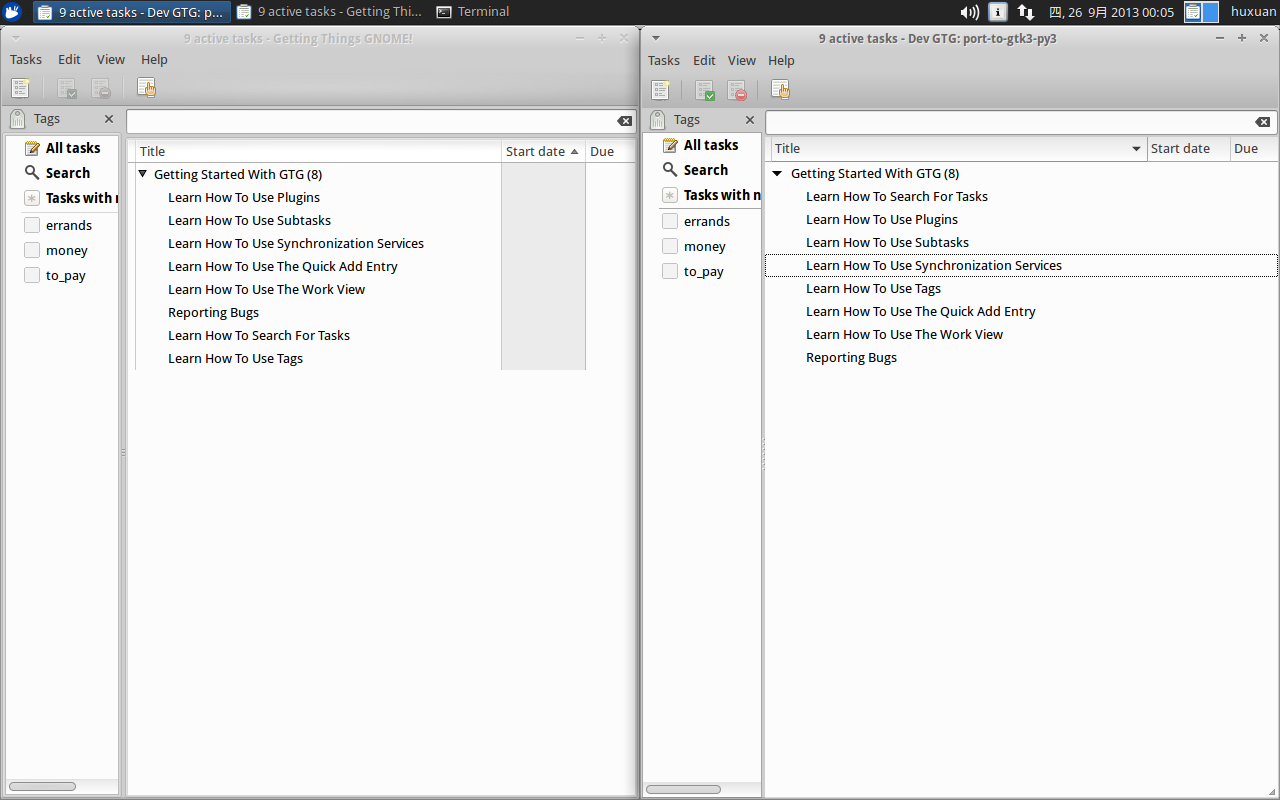 9 active tasks - Dev GTG: p...
9 active tasks - Getting Thi...
Terminal
四, 26 9月 2013 00:05
huxuan
9 active tasks - Getting Things GNOME!
Tasks Edit View Help
Tags
All tasks
Search
Tasks with n
errands
money
to_pay
Title Start date Due
Getting Started With GTG (8)
Learn How To Use Plugins
Learn How To Use Subtasks
Learn How To Use Synchronization Services
Learn How To Use The Quick Add Entry
Learn How To Use The Work View
Reporting Bugs
Learn How To Search For Tasks
Learn How To Use Tags
9 active tasks - Dev GTG: port-to-gtk3-py3
Tasks Edit View Help
Tags
All tasks
Search
Tasks with n
errands
money
to_pay
Title Start date Due
Getting Started With GTG (8)
Learn How To Search For Tasks
Learn How To Use Plugins
Learn How To Use Subtasks
Learn How To Use Synchronization Services
Learn How To Use Tags
Learn How To Use The Quick Add Entry
Learn How To Use The Work View
Reporting Bugs